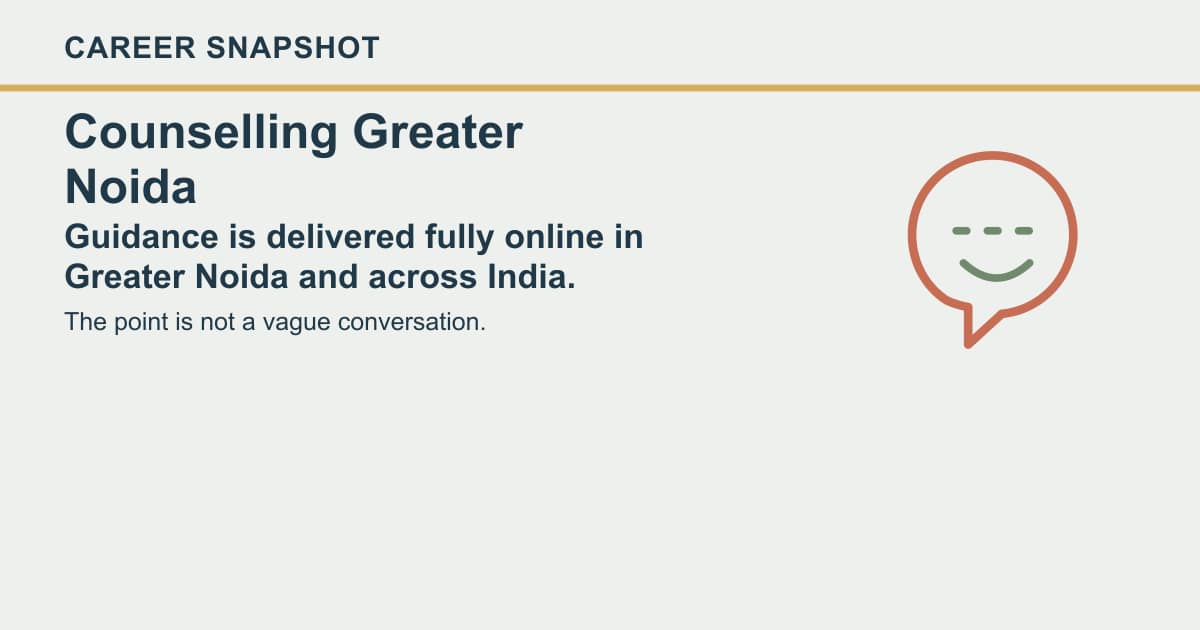 CAREER SNAPSHOT
Counselling Greater
Noida
Guidance is delivered fully online in
Greater Noida and across India.
The point is not a vague conversation.